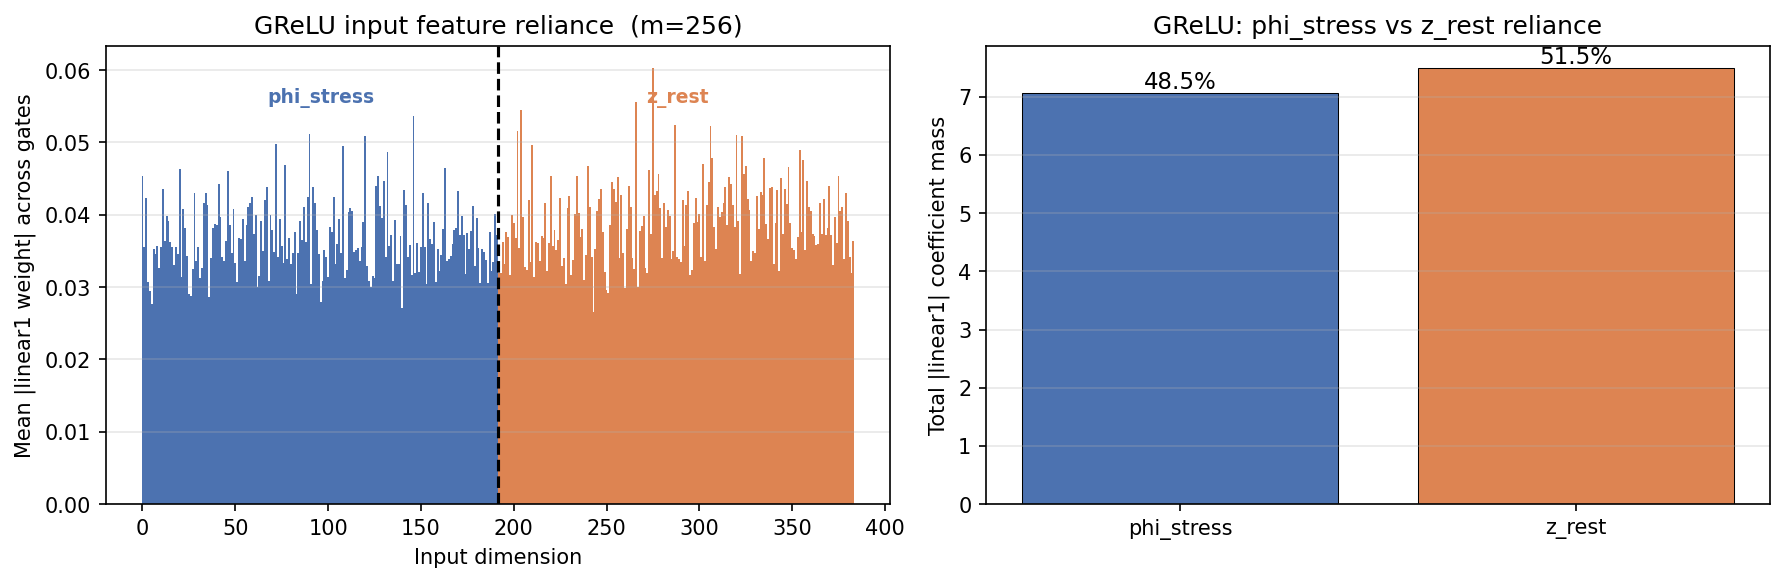 GReLU input feature reliance  (m=256)
Mean |linear1 weight|  across gates
0.06
0.05
0.04
0.03
0.02
0.01
0.00
phi_stress
z_rest
0
50
100
150
200
250
300
350
400
Input dimension
GReLU: phi_stress vs z_rest reliance
Total |linear1| coefficient mass
7
6
5
4
3
2
1
0
48.5%
51.5%
phi_stress
z_rest